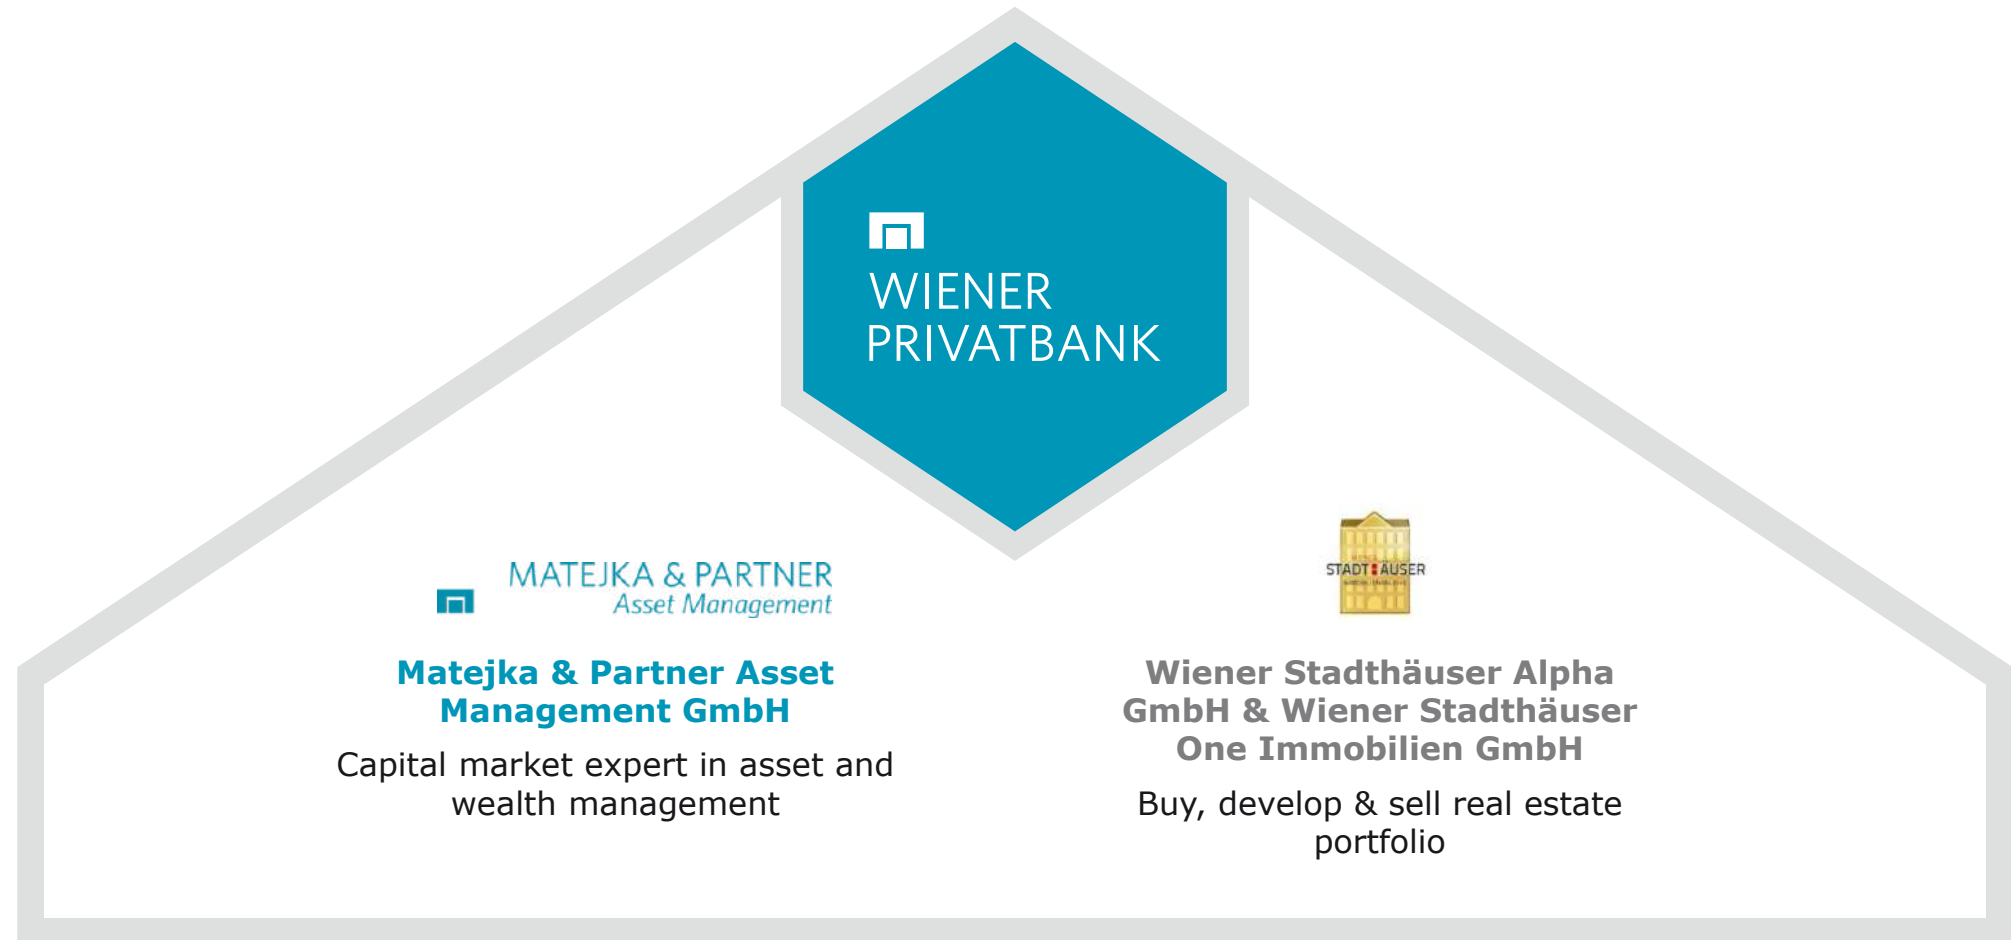 WIENER
PRIVATBANK
MATEJKA & PARTNER
Asset Management
Matejka & Partner Asset
Management GmbH
Capital market expert in asset and
wealth management
STADT HÄUSER
Wiener Stadthäuser Alpha
GmbH & Wiener Stadthäuser
One Immobilien GmbH
Buy, develop & sell real estate
portfolio